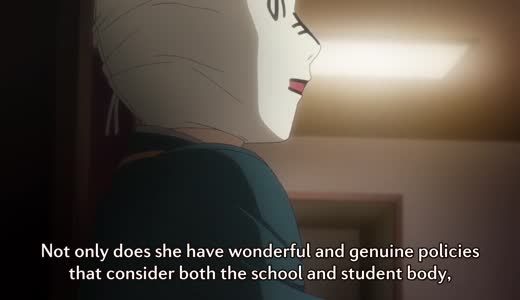 Not only does she have wonderful and genuine policies
that consider both the school and student body,